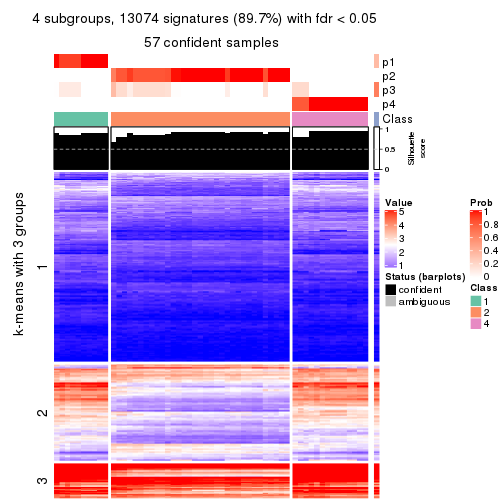 4 subgroups, 13074 signatures (89.7%) with fdr < 0.05
57 confident samples
p1
p2
p3
p4
Class
1
0.5
0
Silhouette
score
k-means with 3 groups
1
2
3
Value
5
4
3
2
1
Status (barplots)
confident
ambiguous
Prob
1
0.8
0.6
0.4
0.2
0
Class
1
2
4